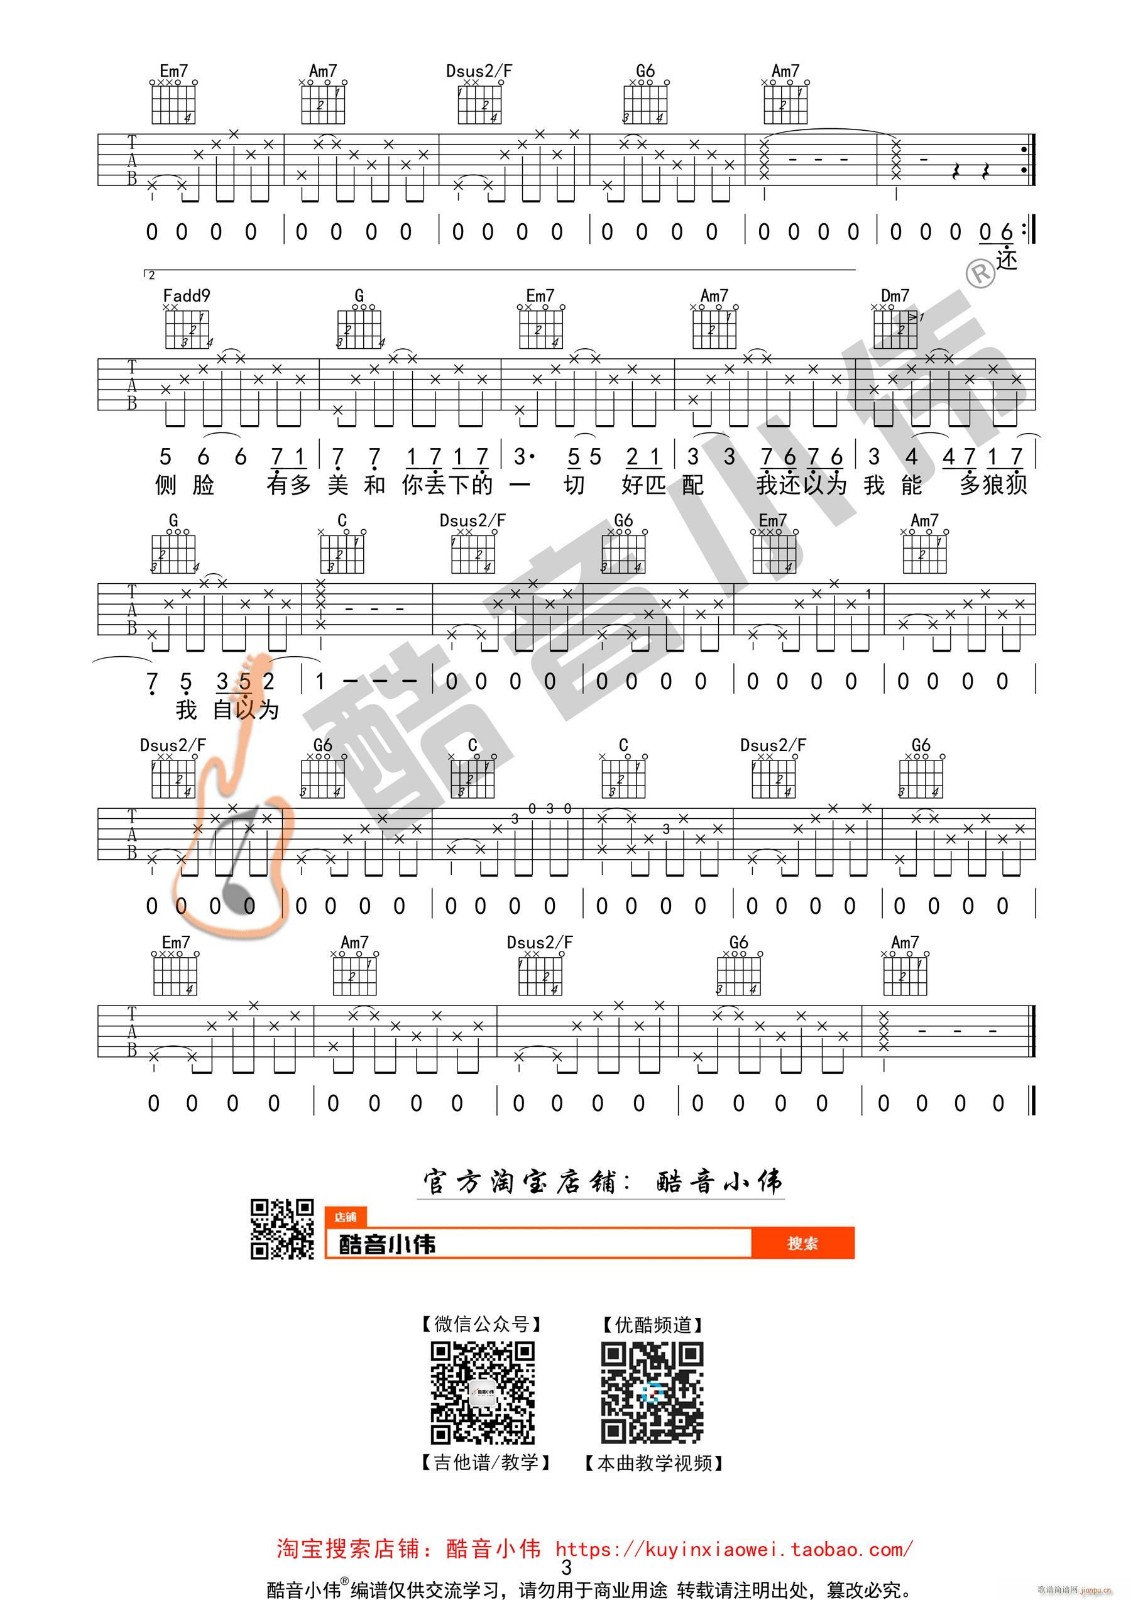 Em7 Am7 Dsus2/F G6 Am7
T A B
0 0 0 0 0 0 0 0 0 0 0 0 0 0 0 0 0 0 0 0 0 0 0 0 6
还
2
Fadd9 G Em7 Am7 Dm7
T A B
5 6 6 7 1 7 7 1 7 1 7 3· 5 5 2 1 3 3 7 6 7 6 3 4 4 7 1 7
侧 脸 有多 美 和 你丢下的 一 切 好匹 配 我还以为 我 能 多狼狈
G C Dsus2/F G6 Em7 Am7
T A B 1
7 5 3 5 2 1 - - - 0 0 0 0 0 0 0 0 0 0 0 0 0 0 0 0
我 自以为
Dsus2/F G6 C C Dsus2/F G6
T A B 3 0 3 0 3
0 0 0 0 0 0 0 0 0 0 0 0 0 0 0 0 0 0 0 0 0 0 0 0
Em7 Am7 Dsus2/F G6 Am7
T A B
0 0 0 0 0 0 0 0 0 0 0 0 0 0 0 0 0 0 0 0
酷音小伟®
官方淘宝店铺：酷音小伟
店铺
酷音小伟 搜索
【微信公众号】 【优酷频道】
【吉他谱/教学】 【本曲教学视频】
淘宝搜索店铺：酷音小伟 https://kuyinxiaowei.taobao.com/
3
酷音小伟®编谱仅供交流学习，请勿用于商业用途 转载请注明出处，篡改必究。
歌谱简谱网 jianpu.cn